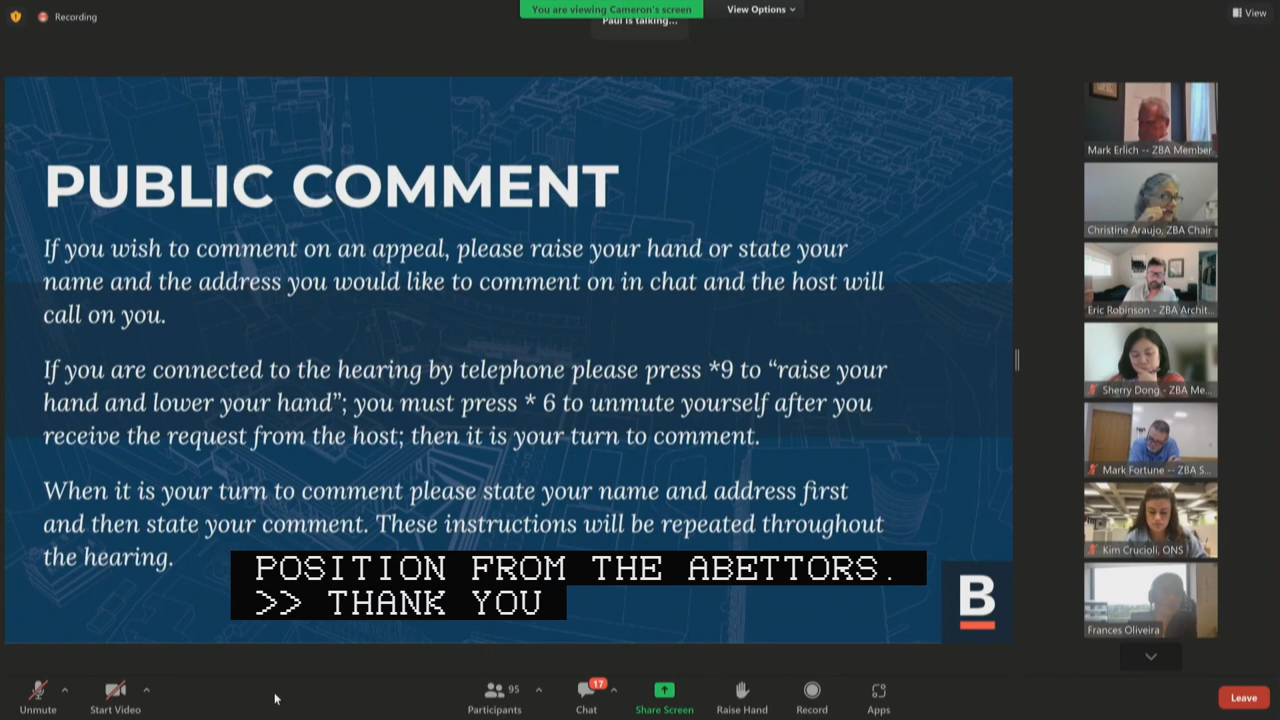 Recording
You are viewing Cameron's screen
View Options
Paul is talking...
View
PUBLIC COMMENT
If you wish to comment on an appeal, please raise your hand or state your
name and the address you would like to comment on in chat and the host will
call on you.
If you are connected to the hearing by telephone please press *9 to “raise your
hand and lower your hand”; you must press * 6 to unmute yourself after you
receive the request from the host; then it is your turn to comment.
When it is your turn to comment please state your name and address first
and then state your comment. These instructions will be repeated throughout
the hearing.
POSITION FROM THE ABETTORS.
>> THANK YOU
B
Mark Erlich -- ZBA Member
Christine Araujo, ZBA Chair
Eric Robinson - ZBA Archit...
Sherry Dong - ZBA Me...
Mark Fortune -- ZBA S...
Kim Crucioli, ONS
Frances Oliveira
Unmute
Start Video
95
Participants
17
Chat
Share Screen
Raise Hand
Record
Apps
Leave